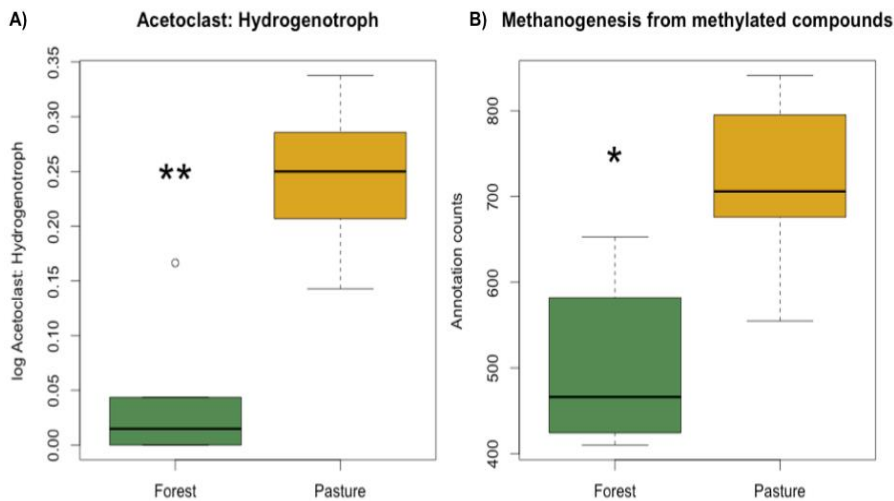 A) Acetoclast: Hydrogenotroph
log Acetoclast: Hydrogenotroph
0.35
0.30
0.25
0.20
0.15
0.10
0.05
0.00
**
Forest Pasture
B) Methanogenesis from methylated compounds
Annotation counts
800
700
600
500
400
*
Forest Pasture